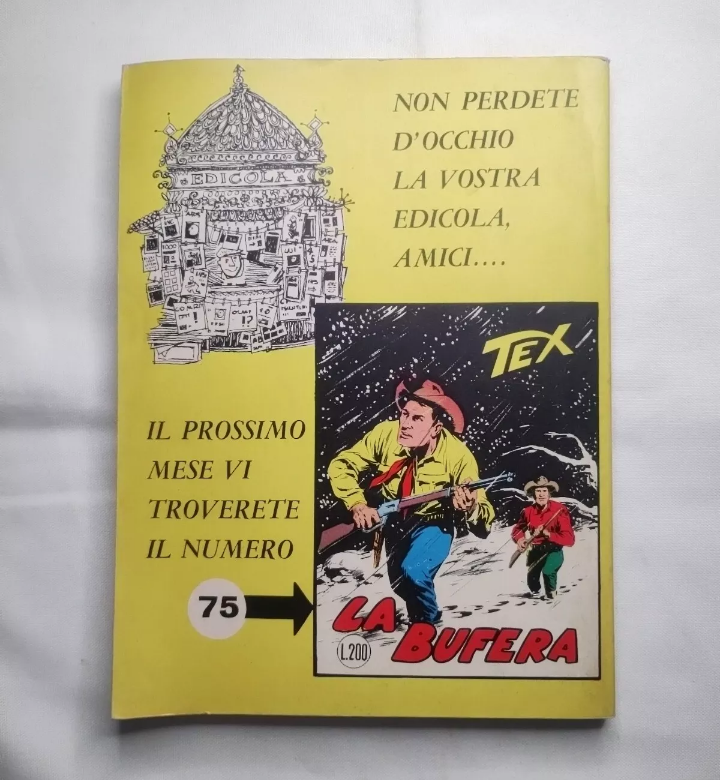 EDICOLA
NON PERDETE
D'OCCHIO
LA VOSTRA
EDICOLA,
AMICI....
IL PROSSIMO
MESE VI
TROVERETE
IL NUMERO
75
TEX
LA
BUFERA
L.200